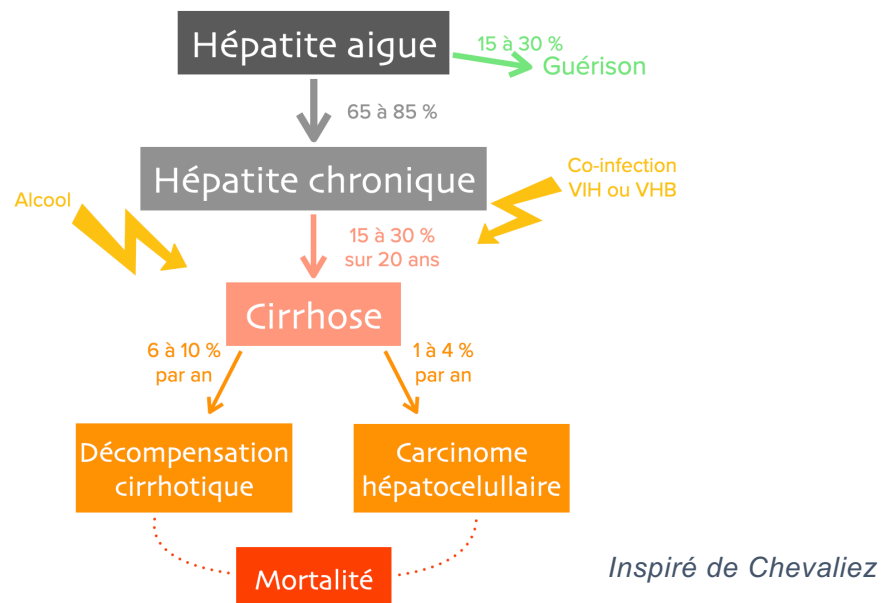 Hépatite aigue
15 à 30 %
Guérison
65 à 85 %
Hépatite chronique
Co-infection
VIH ou VHB
Alcool
15 à 30 %
sur 20 ans
Cirrhose
6 à 10 %
par an
1 à 4 %
par an
Décompensation
cirrhotique
Carcinome
hépatocelullaire
Mortalité
Inspiré de Chevaliez